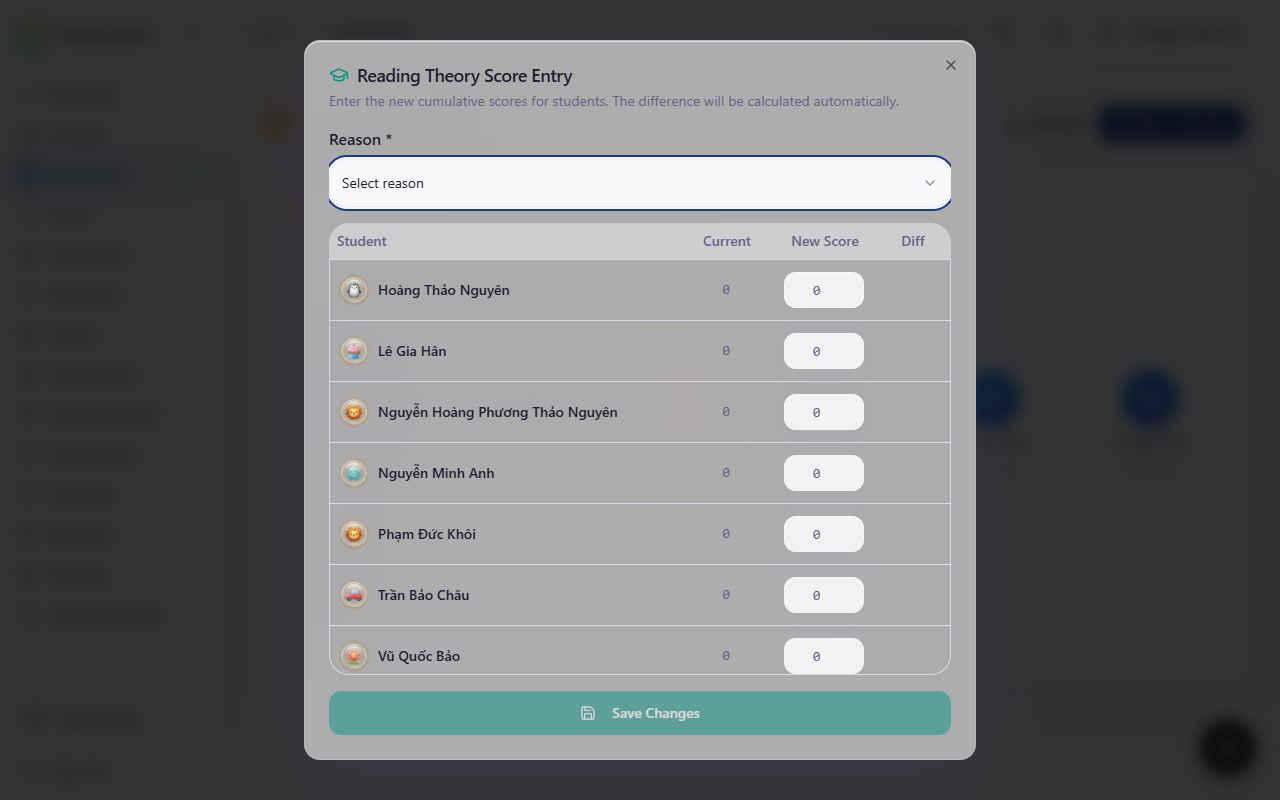 Reading Theory Score Entry
Enter the new cumulative scores for students. The difference will be calculated automatically.
Reason *
Select reason
Student Current New Score Diff
Hoàng Thảo Nguyên 0 0
Lê Gia Hân 0 0
Nguyễn Hoàng Phương Thảo Nguyên 0 0
Nguyễn Minh Anh 0 0
Phạm Đức Khôi 0 0
Trần Bảo Châu 0 0
Vũ Quốc Bảo 0 0
Save Changes